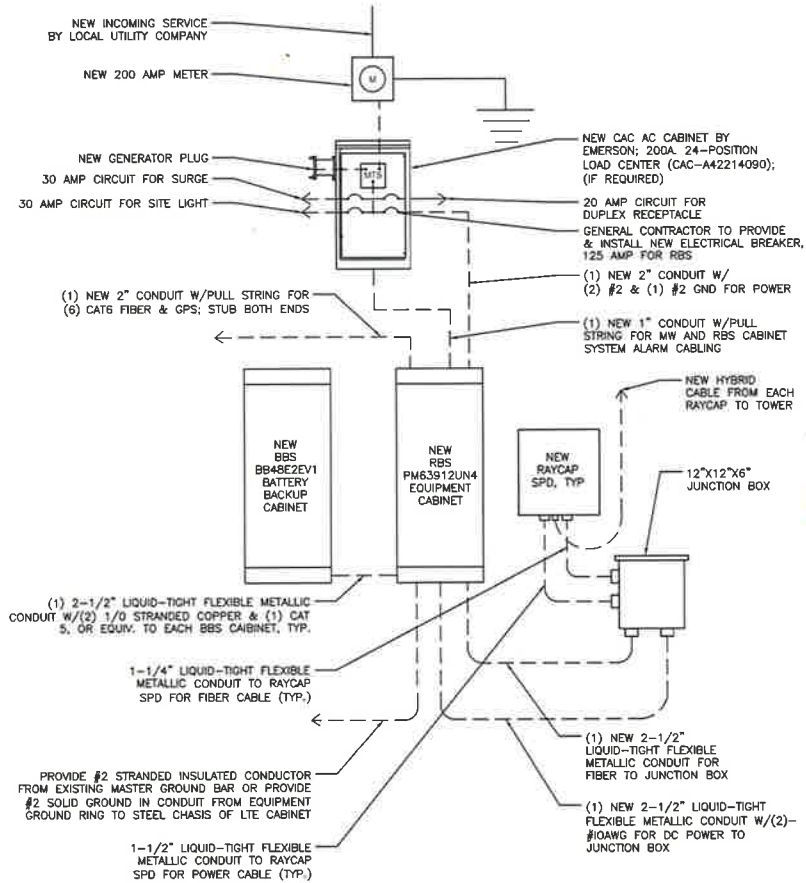 NEW INCOMING SERVICE
BY LOCAL UTILITY COMPANY
NEW 200 AMP METER
M
NEW GENERATOR PLUG
30 AMP CIRCUIT FOR SURGE
30 AMP CIRCUIT FOR SITE LIGHT
MTS
NEW CAC AC CABINET BY
EMERSON; 200A. 24-POSITION
LOAD CENTER (CAC-A42214090);
(IF REQUIRED)
20 AMP CIRCUIT FOR
DUPLEX RECEPTACLE
GENERAL CONTRACTOR TO PROVIDE
& INSTALL NEW ELECTRICAL BREAKER,
125 AMP FOR RBS
(1) NEW 2" CONDUIT W/
(2) #2 & (1) #2 GND FOR POWER
(1) NEW 2" CONDUIT W/PULL STRING FOR
(6) CAT6 FIBER & GPS; STUB BOTH ENDS
(1) NEW 1" CONDUIT W/PULL
STRING FOR MW AND RBS CABINET
SYSTEM ALARM CABLING
NEW HYBRID
CABLE FROM EACH
RAYCAP TO TOWER
NEW
BBS
BB48E2EV1
BATTERY
BACKUP
CABINET
NEW
RBS
PM63912UN4
EQUIPMENT
CABINET
NEW
RAYCAP
SPD, TYP
12"X12"X6"
JUNCTION BOX
(1) 2-1/2" LIQUID-TIGHT FLEXIBLE METALLIC
CONDUIT W/(2) 1/0 STRANDED COPPER & (1) CAT
5, OR EQUIV. TO EACH BBS CAIBINET, TYP.
1-1/4" LIQUID-TIGHT FLEXIBLE
METALLIC CONDUIT TO RAYCAP
SPD FOR FIBER CABLE (TYP.)
PROVIDE #2 STRANDED INSULATED CONDUCTOR
FROM EXISTING MASTER GROUND BAR OR PROVIDE
#2 SOLID GROUND IN CONDUIT FROM EQUIPMENT
GROUND RING TO STEEL CHASIS OF LTE CABINET
1-1/2" LIQUID-TIGHT FLEXIBLE
METALLIC CONDUIT TO RAYCAP
SPD FOR POWER CABLE (TYP.)
(1) NEW 2-1/2"
LIQUID-TIGHT FLEXIBLE
METALLIC CONDUIT FOR
FIBER TO JUNCTION BOX
(1) NEW 2-1/2" LIQUID-TIGHT
FLEXIBLE METALLIC CONDUIT W/(2)-
#10AWG FOR DC POWER TO
JUNCTION BOX